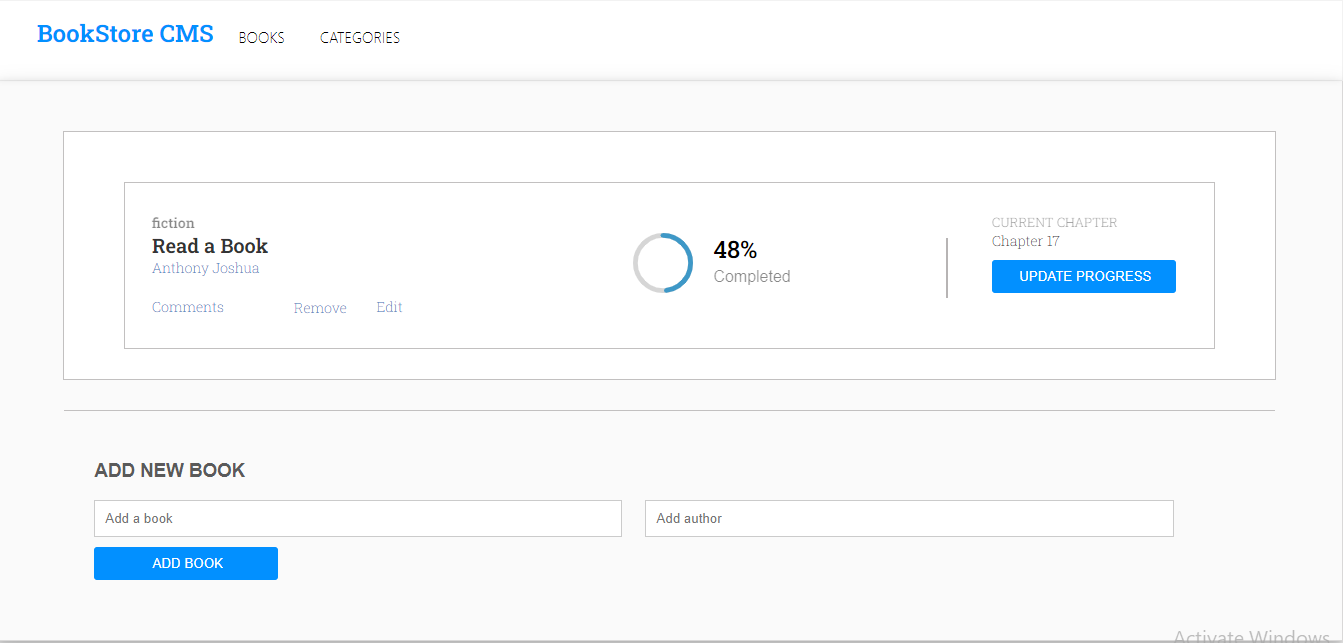 BookStore CMS BOOKS CATEGORIES
fiction
Read a Book
Anthony Joshua
Comments Remove Edit
48%
Completed
CURRENT CHAPTER
Chapter 17
UPDATE PROGRESS
ADD NEW BOOK
Add a book Add author
ADD BOOK
Activate Windows